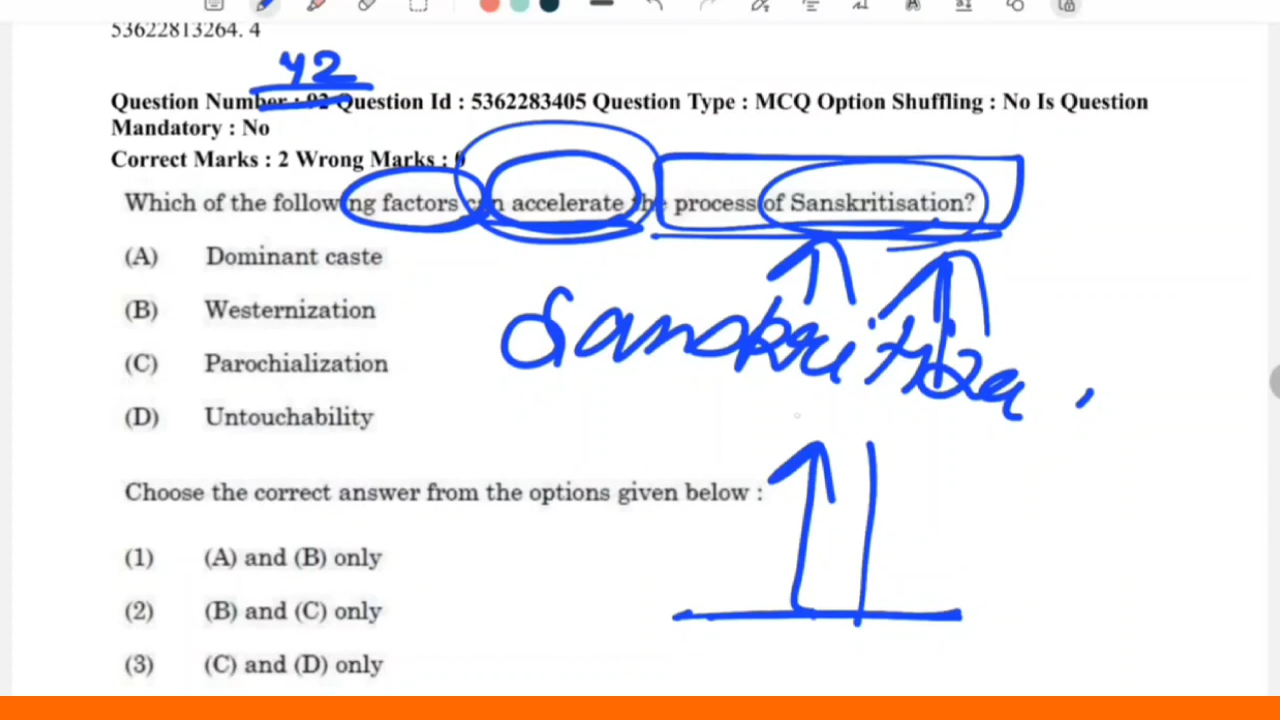 53622813264. 4
42
Question Number : 92 Question Id : 5362283405 Question Type : MCQ Option Shuffling : No Is Question
Mandatory : No
Correct Marks : 2 Wrong Marks : 0
Which of the following factors can accelerate the process of Sanskritisation?
(A) Dominant caste
(B) Westernization
(C) Parochialization
(D) Untouchability
Choose the correct answer from the options given below :
(1) (A) and (B) only
(2) (B) and (C) only
(3) (C) and (D) only